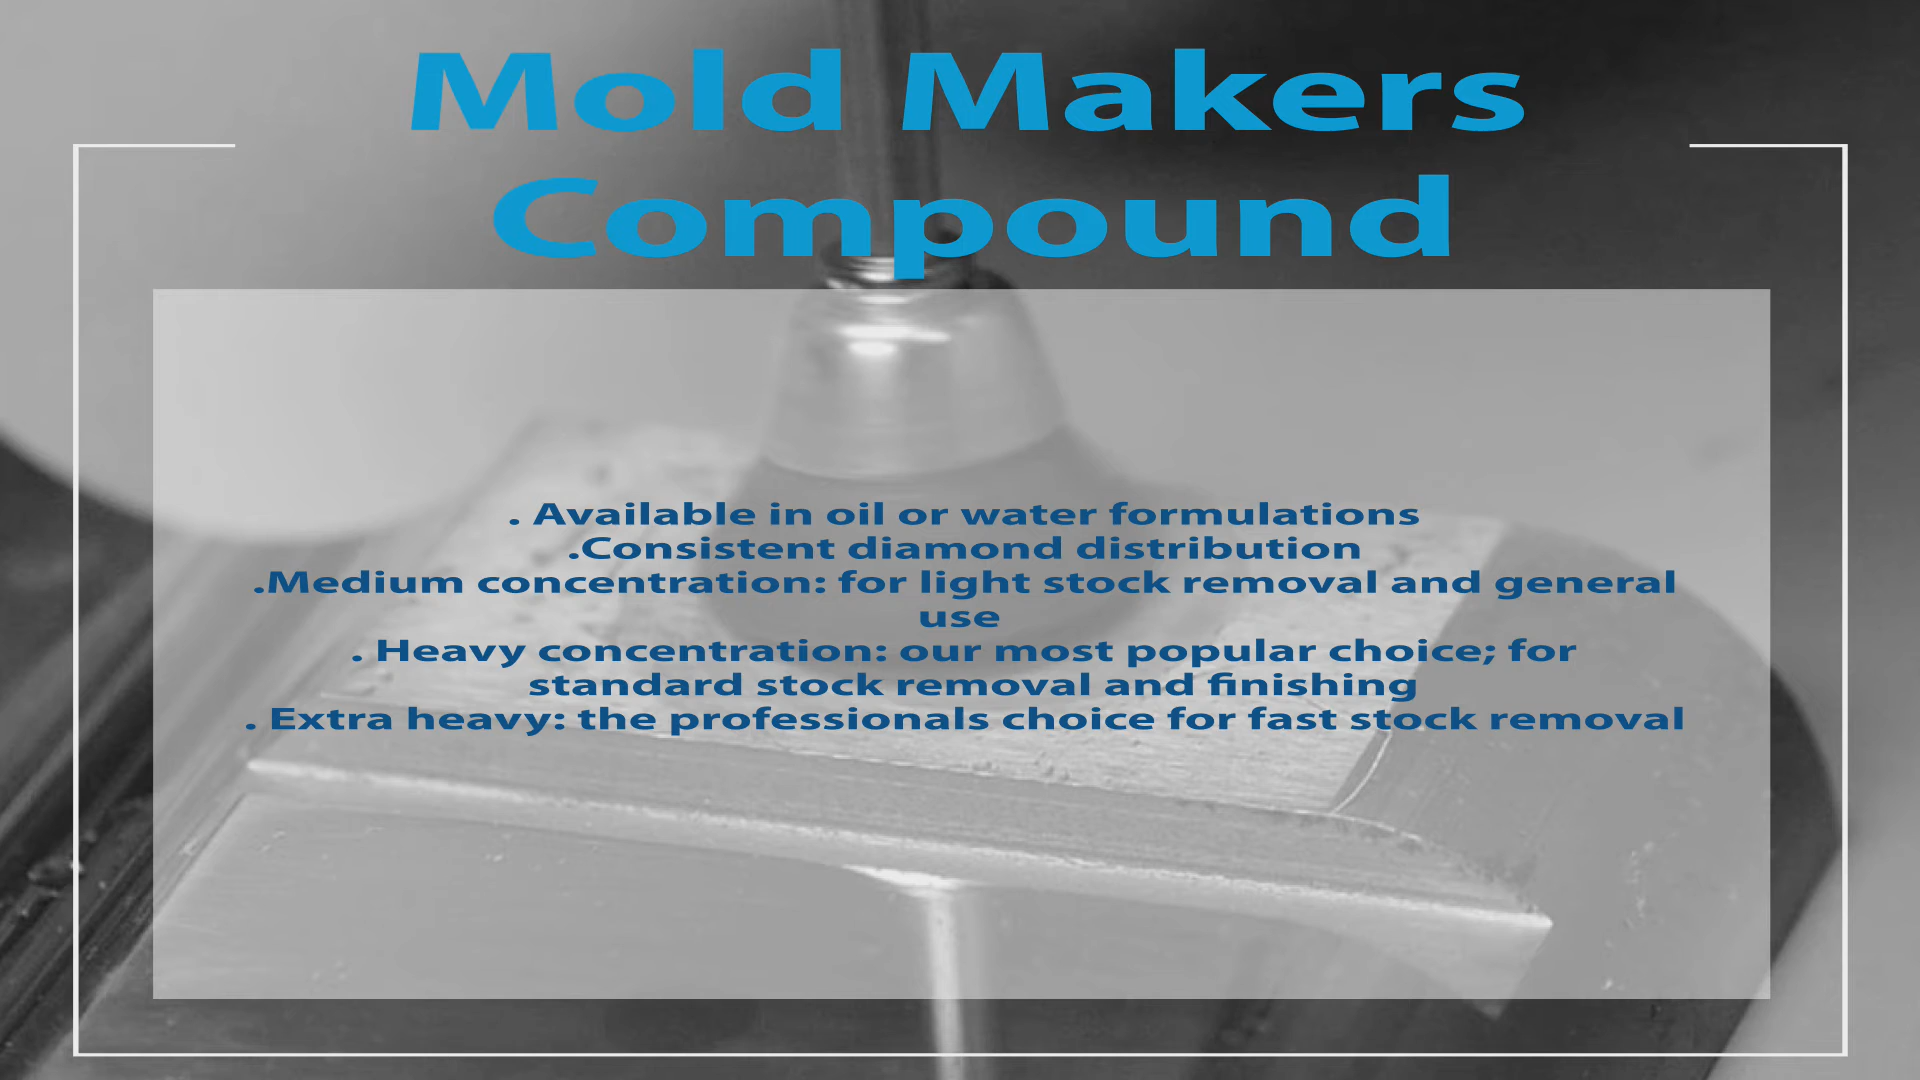 Mold Makers
Compound
. Available in oil or water formulations
.Consistent diamond distribution
.Medium concentration: for light stock removal and general
use
. Heavy concentration: our most popular choice; for
standard stock removal and finishing
. Extra heavy: the professionals choice for fast stock removal